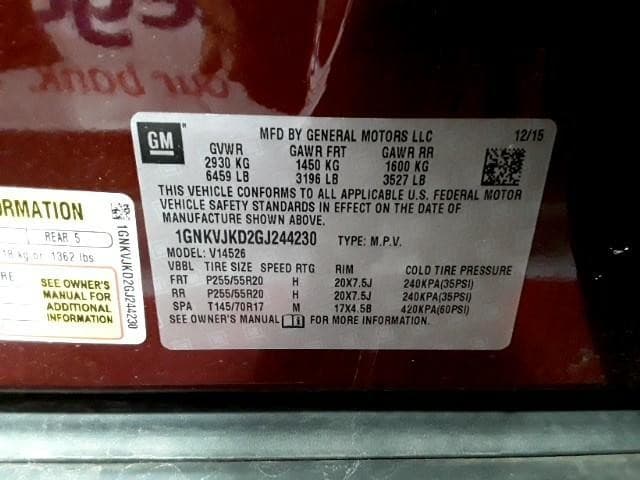 our bank.
GM
MFD BY GENERAL MOTORS LLC 12/15
GVWR GAWR FRT GAWR RR
2930 KG 1450 KG 1600 KG
6459 LB 3196 LB 3527 LB
THIS VEHICLE CONFORMS TO ALL APPLICABLE U.S. FEDERAL MOTOR
VEHICLE SAFETY STANDARDS IN EFFECT ON THE DATE OF
MANUFACTURE SHOWN ABOVE.
1GNKVJKD2GJ244230 TYPE: M.P.V.
MODEL: V14526
VBBL TIRE SIZE SPEED RTG RIM COLD TIRE PRESSURE
FRT P255/55R20 H 20X7.5J 240KPA(35PSI)
RR P255/55R20 H 20X7.5J 240KPA(35PSI)
SPA T145/70R17 M 17X4.5B 420KPA(60PSI)
SEE OWNER'S MANUAL FOR MORE INFORMATION.
REAR 5
kg or 1362 lbs
SEE OWNER'S
MANUAL FOR
ADDITIONAL
INFORMATION
1GNKVJKD2GJ244230